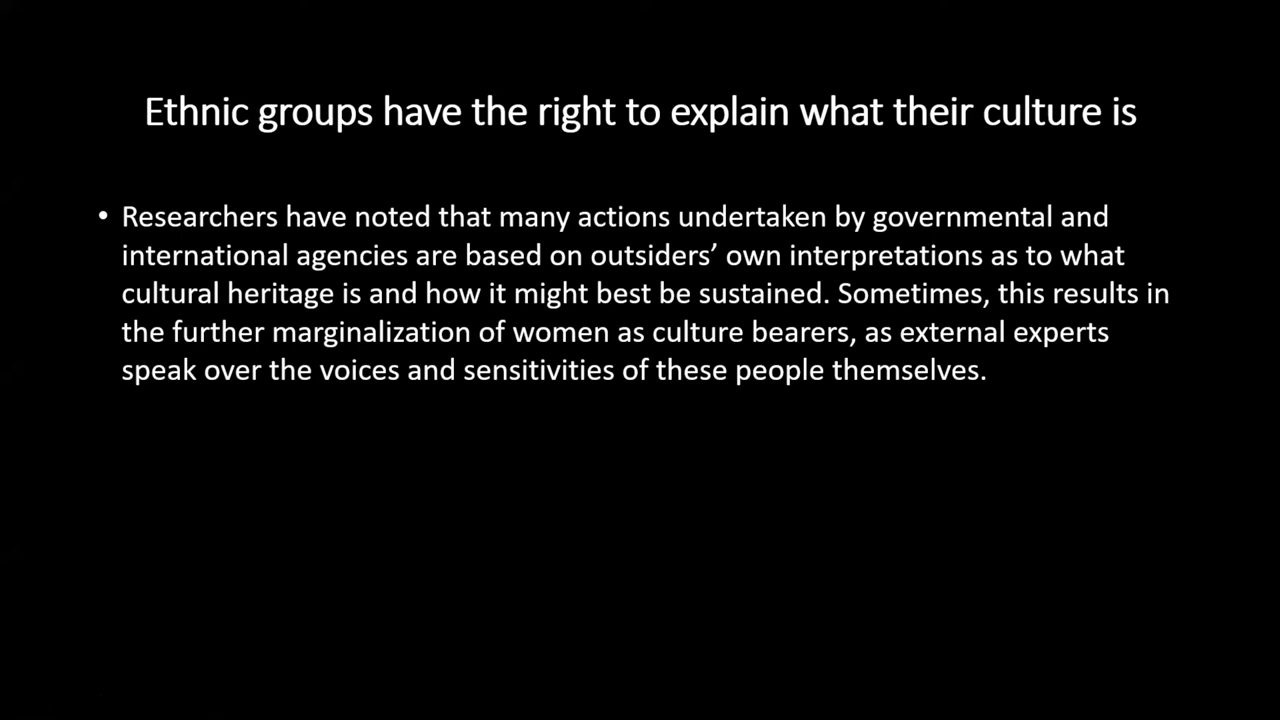 Ethnic groups have the right to explain what their culture is
• Researchers have noted that many actions undertaken by governmental and
international agencies are based on outsiders’ own interpretations as to what
cultural heritage is and how it might best be sustained. Sometimes, this results in
the further marginalization of women as culture bearers, as external experts
speak over the voices and sensitivities of these people themselves.